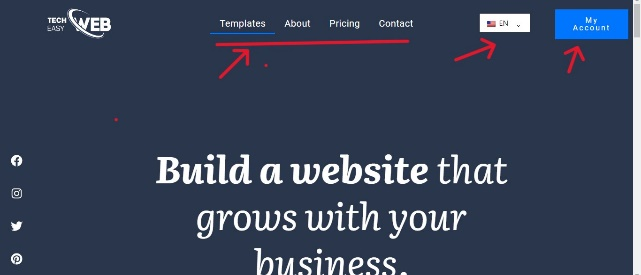 TECH
EASY
WEB
Templates About Pricing Contact
EN
My
Account
Build a website that
grows with your
business.